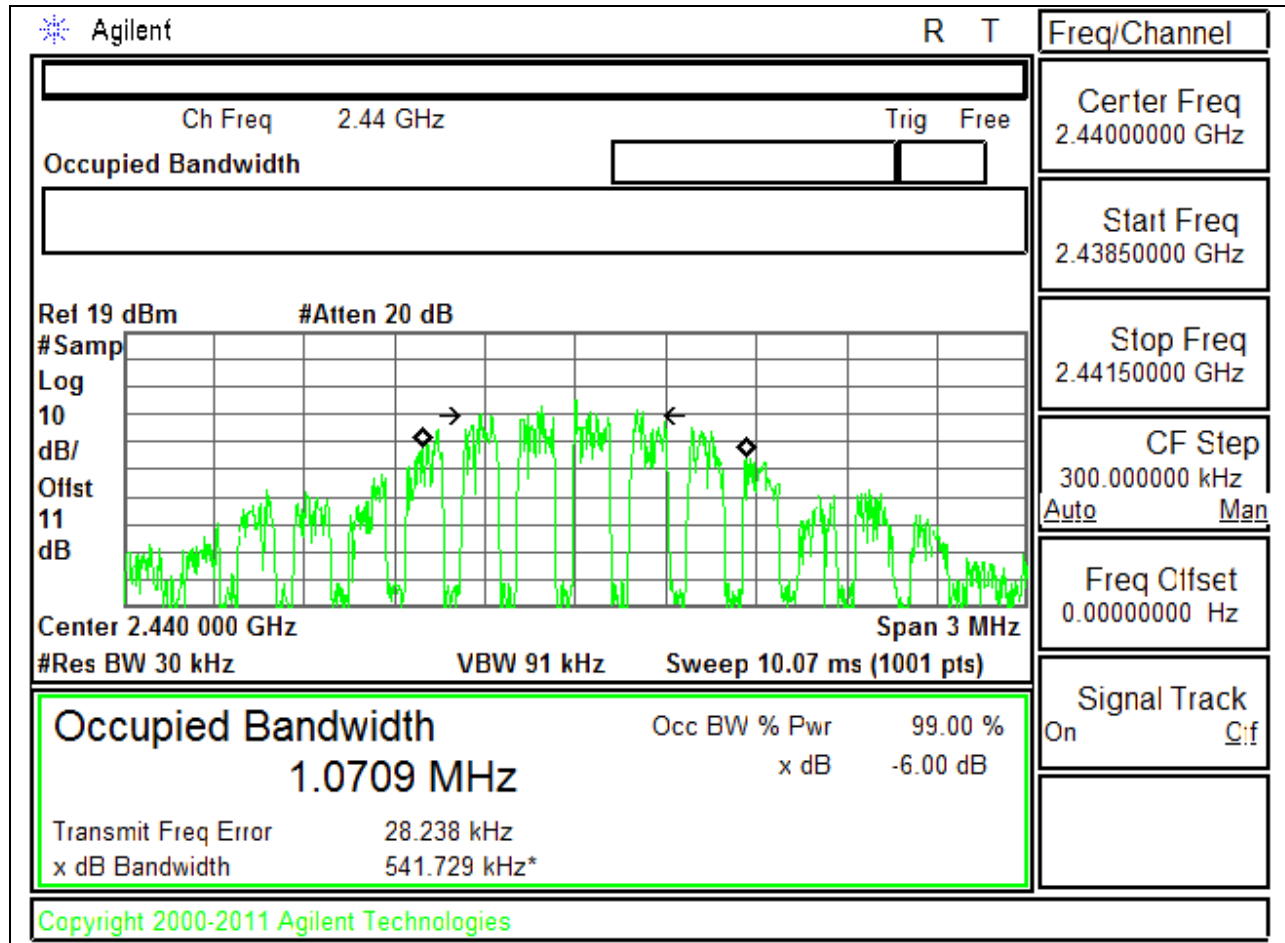 Agilent R T
Ch Freq 2.44 GHz Trig Free
Occupied Bandwidth
Ref 19 dBm #Atten 20 dB
#Samp
Log
10
dB/
Offst
11
dB
Center 2.440 000 GHz Span 3 MHz
#Res BW 30 kHz VBW 91 kHz Sweep 10.07 ms (1001 pts)
Occupied Bandwidth
1.0709 MHz
Occ BW % Pwr 99.00 %
x dB -6.00 dB
Transmit Freq Error 28.238 kHz
x dB Bandwidth 541.729 kHz*
Freq/Channel
Center Freq
2.44000000 GHz
Start Freq
2.43850000 GHz
Stop Freq
2.44150000 GHz
CF Step
300.000000 kHz
Auto Man
Freq Offset
0.00000000 Hz
Signal Track
On Off
Copyright 2000-2011 Agilent Technologies